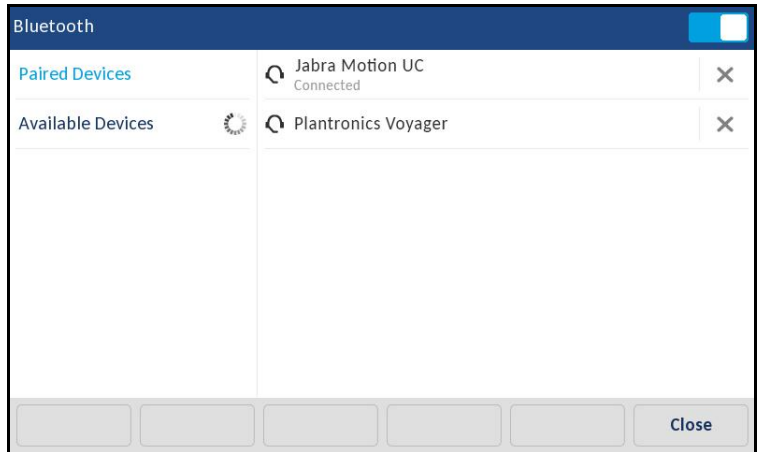 Bluetooth
Paired Devices
Available Devices
Jabra Motion UC
Connected
Plantronics Voyager
Close